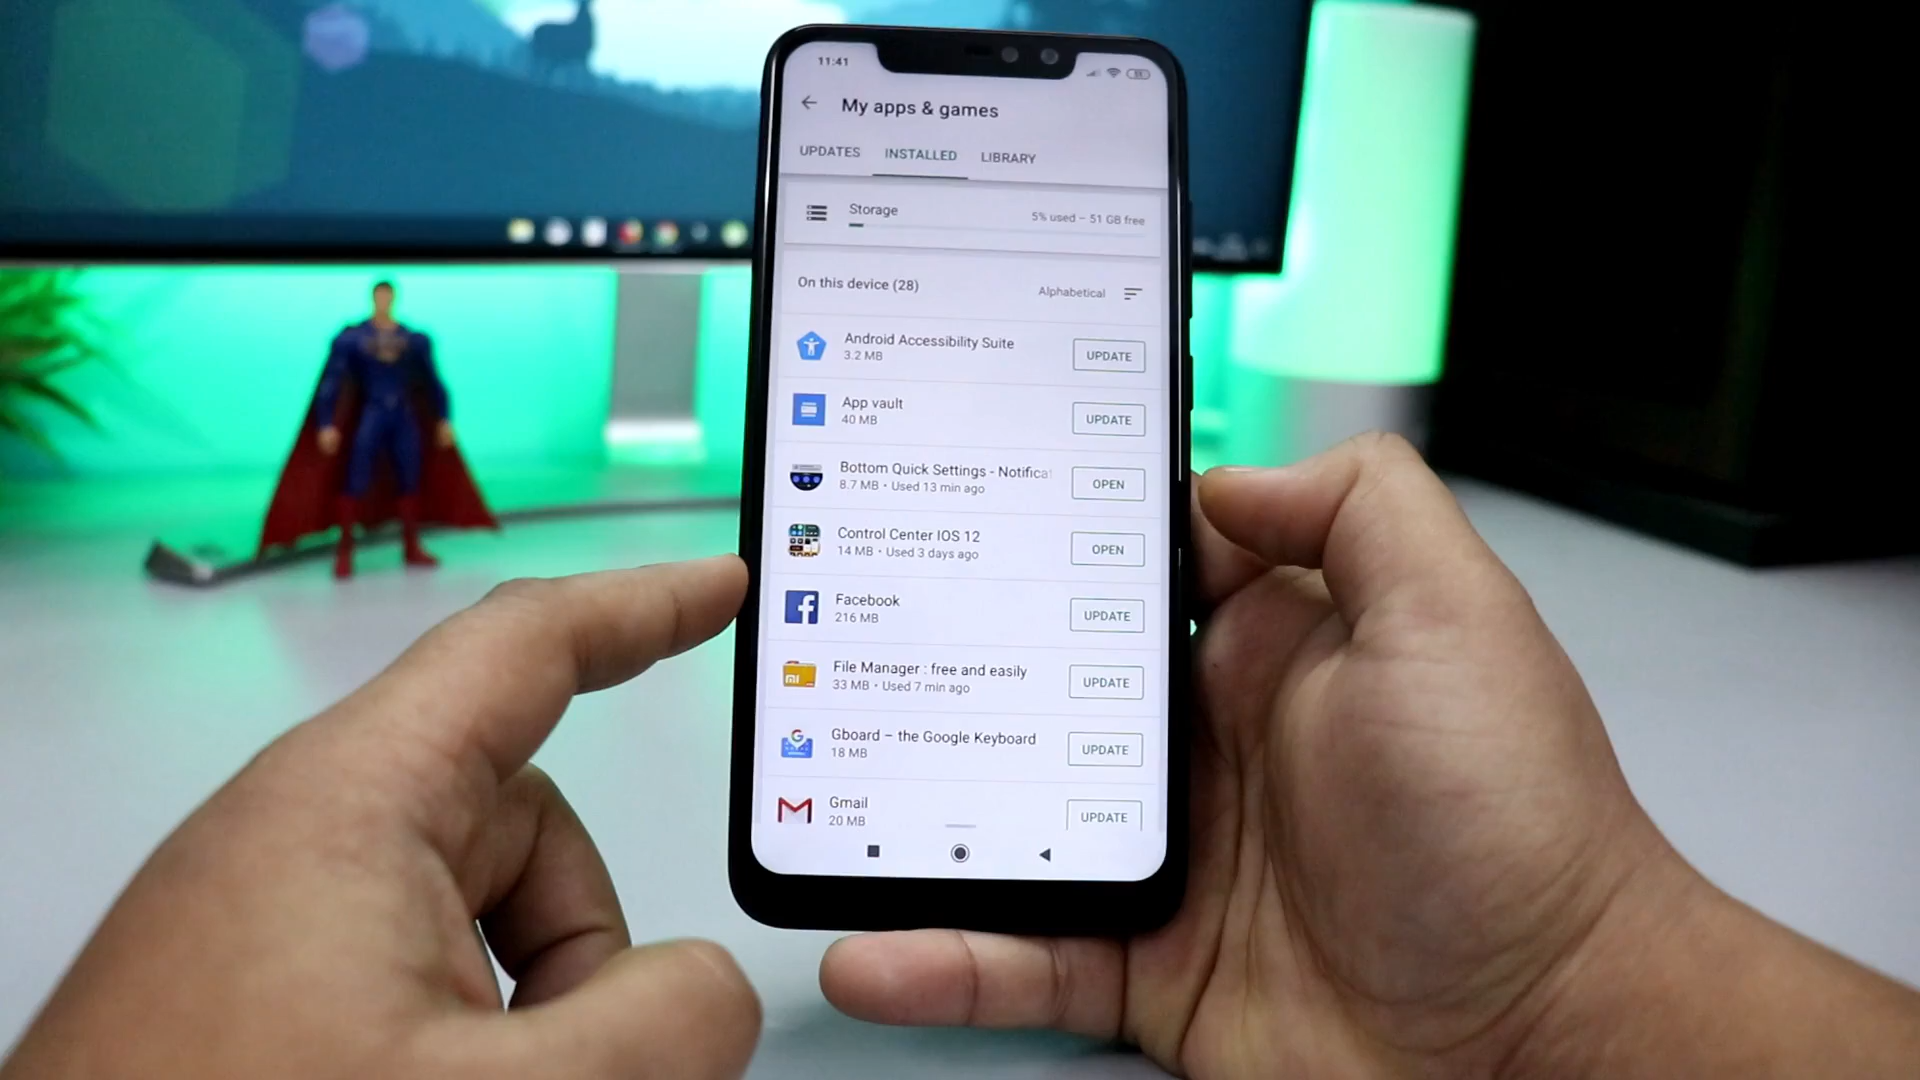 11:41
My apps & games
UPDATES INSTALLED LIBRARY
Storage 5% used – 51 GB free
On this device (28) Alphabetical
Android Accessibility Suite
3.2 MB
UPDATE
App vault
40 MB
UPDATE
Bottom Quick Settings - Notificat
8.7 MB • Used 13 min ago
OPEN
Control Center IOS 12
14 MB • Used 3 days ago
OPEN
Facebook
216 MB
UPDATE
File Manager : free and easily
33 MB • Used 7 min ago
UPDATE
Gboard – the Google Keyboard
18 MB
UPDATE
Gmail
20 MB
UPDATE